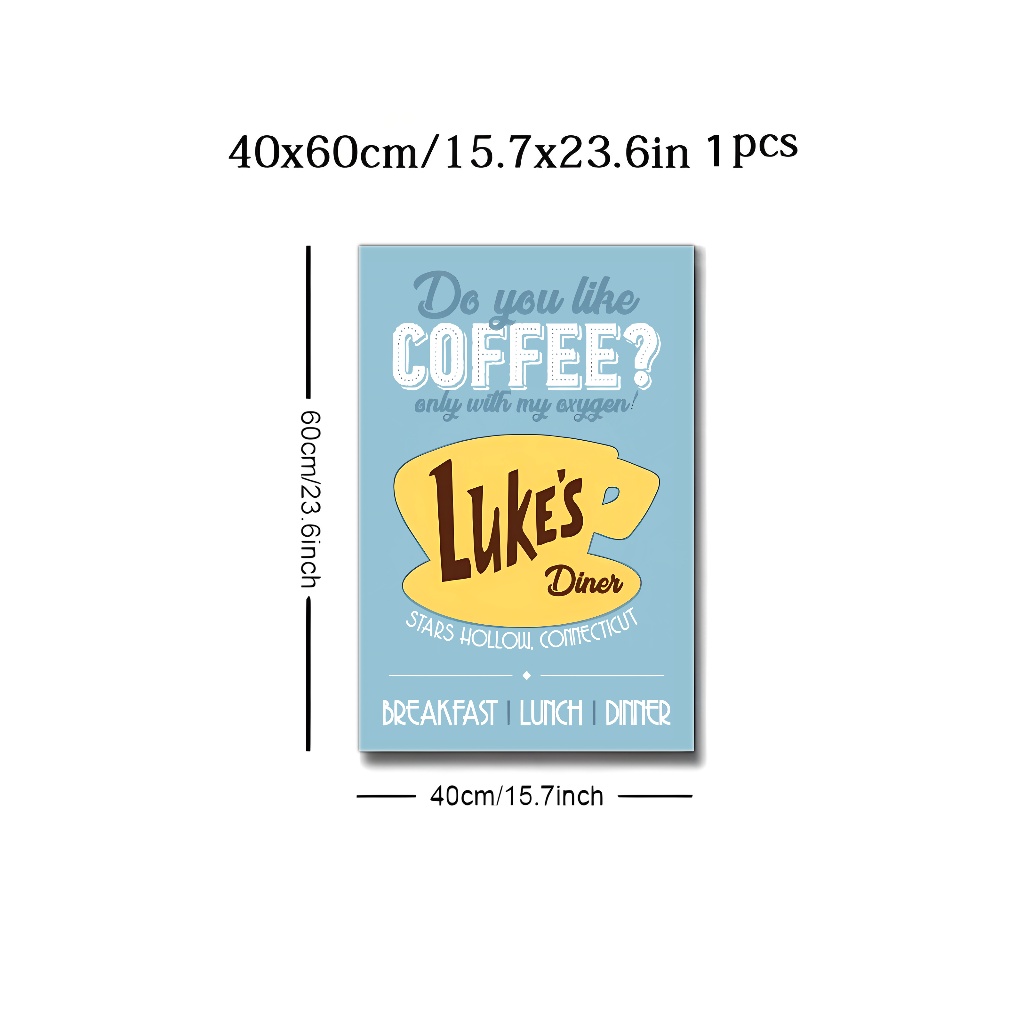 40x60cm/15.7x23.6in 1pcs
60cm/23.6inch
Do you like
COFFEE?
only with my oxygen!
LUKE'S
Diner
STARS HOLLOW, CONNECTICUT
BREAKFAST | LUNCH | DINNER
40cm/15.7inch